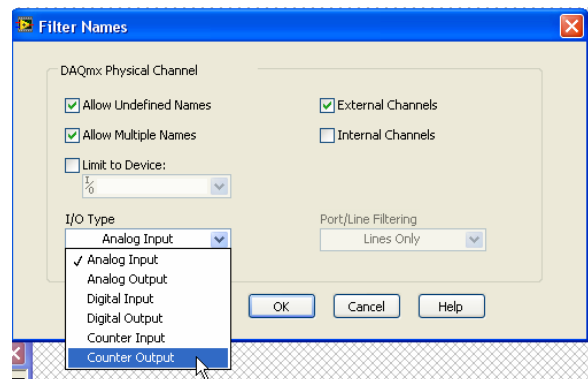 Filter Names
DAQmx Physical Channel
Allow Undefined Names
External Channels
Allow Multiple Names
Internal Channels
Limit to Device:
I/O
I/O Type
Port/Line Filtering
Analog Input
Lines Only
✓ Analog Input
Analog Output
Digital Input
Digital Output
Counter Input
Counter Output
OK
Cancel
Help